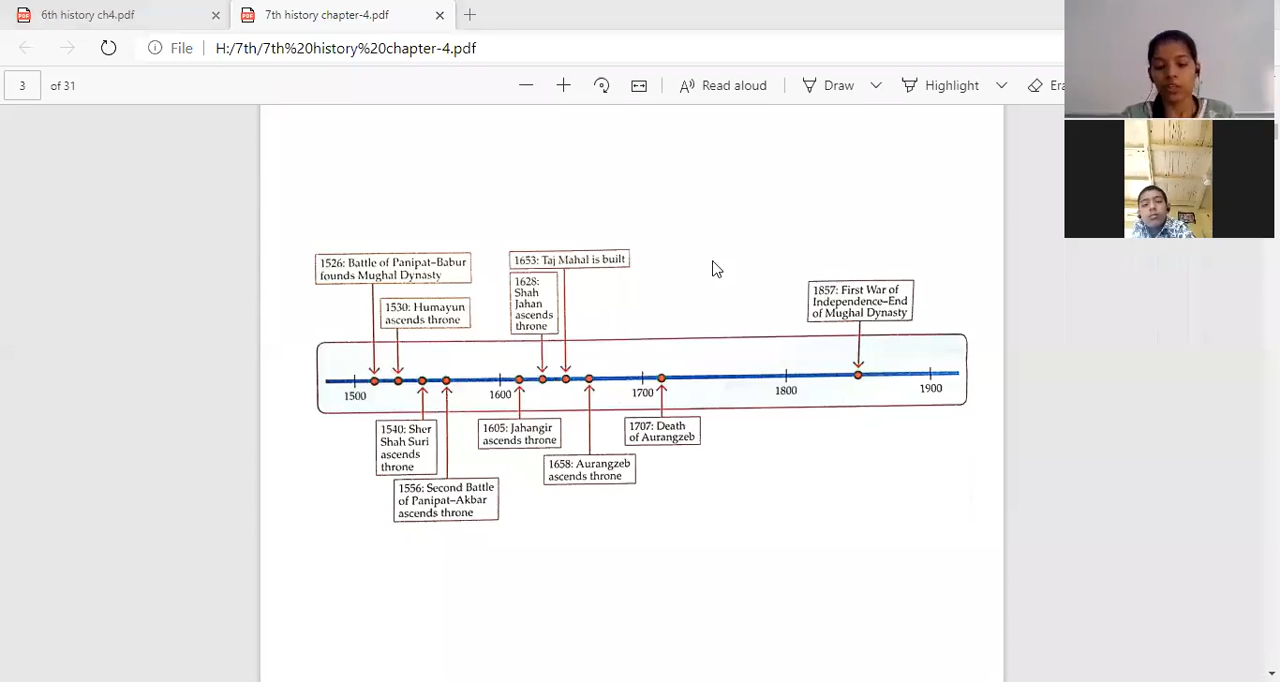 6th history ch4.pdf
7th history chapter-4.pdf
File
H:/7th/7th%20history%20chapter-4.pdf
3
of 31
Read aloud
Draw
Highlight
1526: Battle of Panipat–Babur
founds Mughal Dynasty
1530: Humayun
ascends throne
1653: Taj Mahal is built
1628:
Shah
Jahan
ascends
throne
1857: First War of
Independence–End
of Mughal Dynasty
1500
1600
1700
1800
1900
1540: Sher
Shah Suri
ascends
throne
1556: Second Battle
of Panipat–Akbar
ascends throne
1605: Jahangir
ascends throne
1658: Aurangzeb
ascends throne
1707: Death
of Aurangzeb